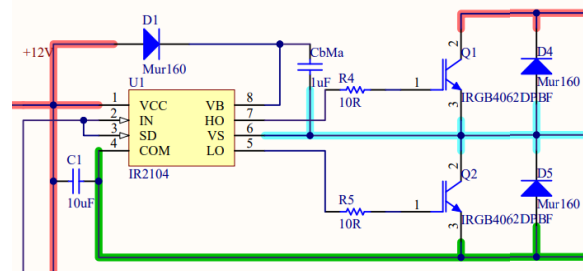 D1
+12V
Mur160
CbMa
1uF
U1
1 VCC VB 8
2 IN HO 7
3 SD VS 6
4 COM LO 5
IR2104
C1
10uF
R4
10R
R5
10R
2
Q1
1
3
IRGB4062DPBF
D4
Mur160
2
Q2
1
3
IRGB4062DPBF
D5
Mur160